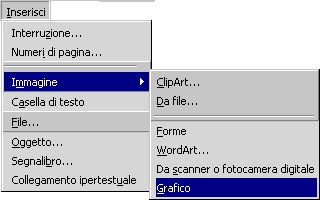 Inserisci
Interruzione...
Numeri di pagina...
Immagine
Casella di testo
File...
Oggetto...
Segnalibro...
Collegamento ipertestuale
ClipArt...
Da file...
Forme
WordArt...
Da scanner o fotocamera digitale
Grafico